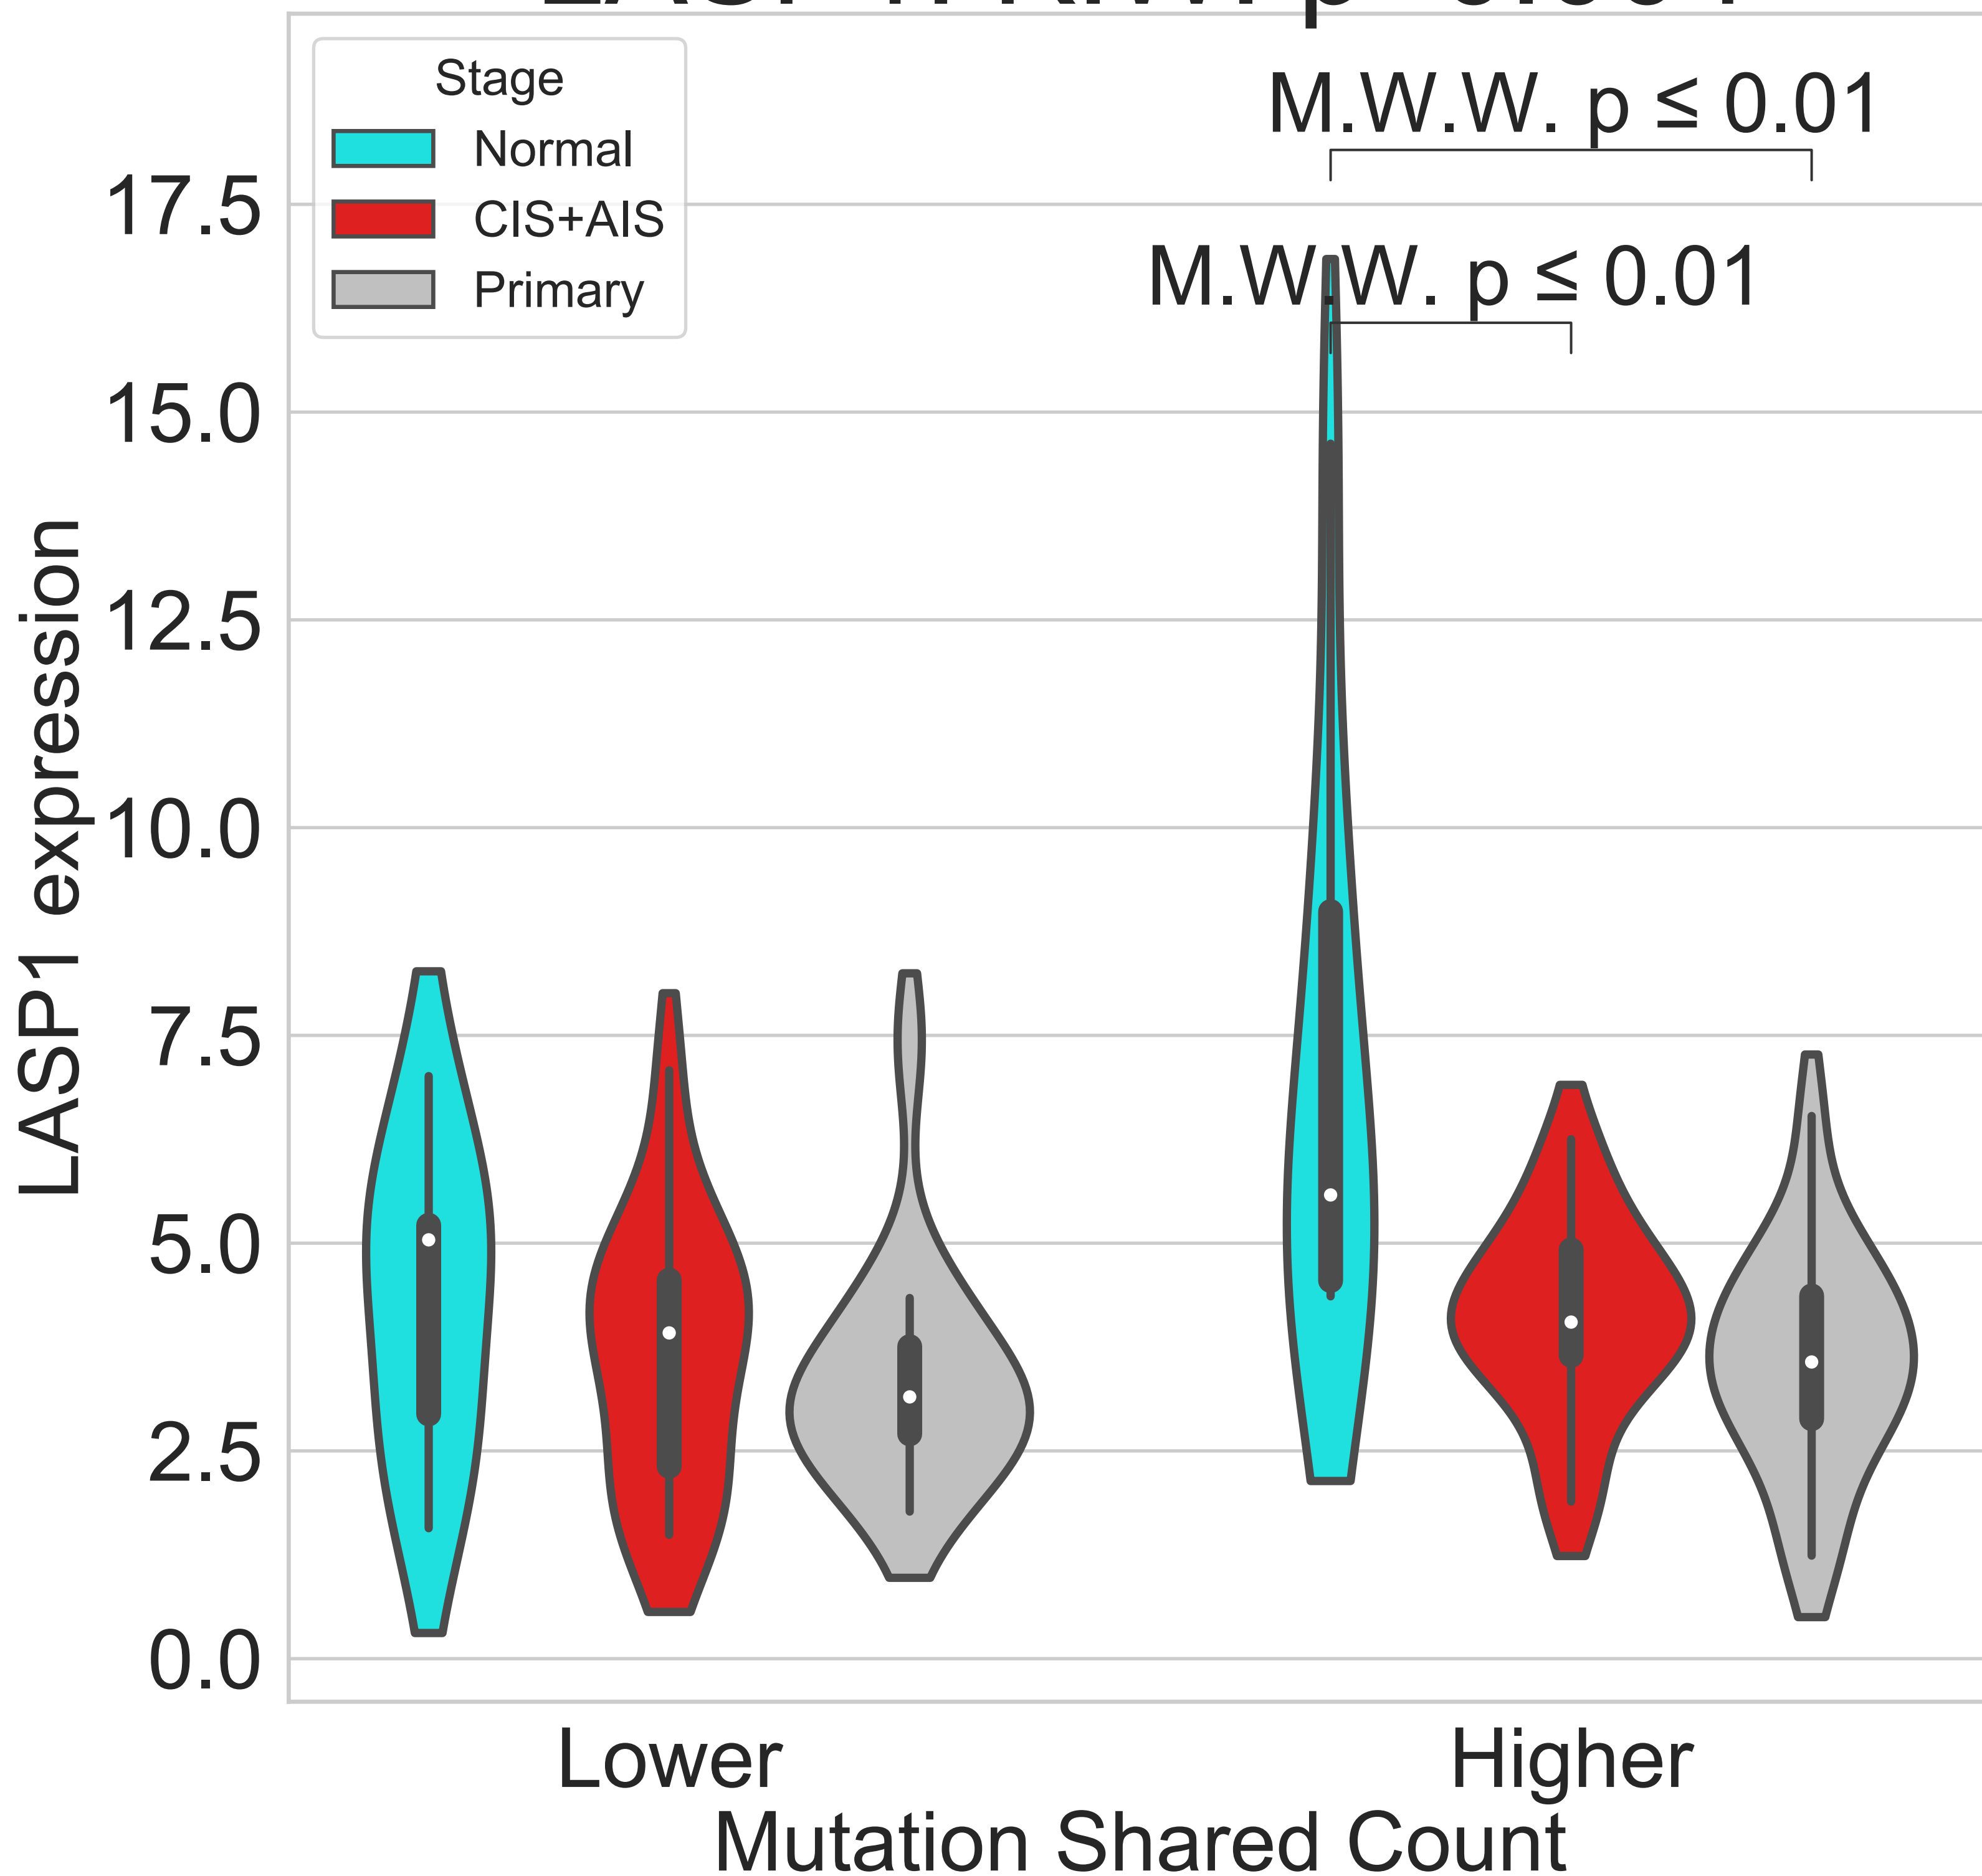 Stage
Normal
CIS+AIS
Primary
M.W.W. p ≤ 0.01
M.W.W. p ≤ 0.01
17.5
15.0
12.5
10.0
7.5
5.0
2.5
0.0
LASP1 expression
Lower
Higher
Mutation Shared Count